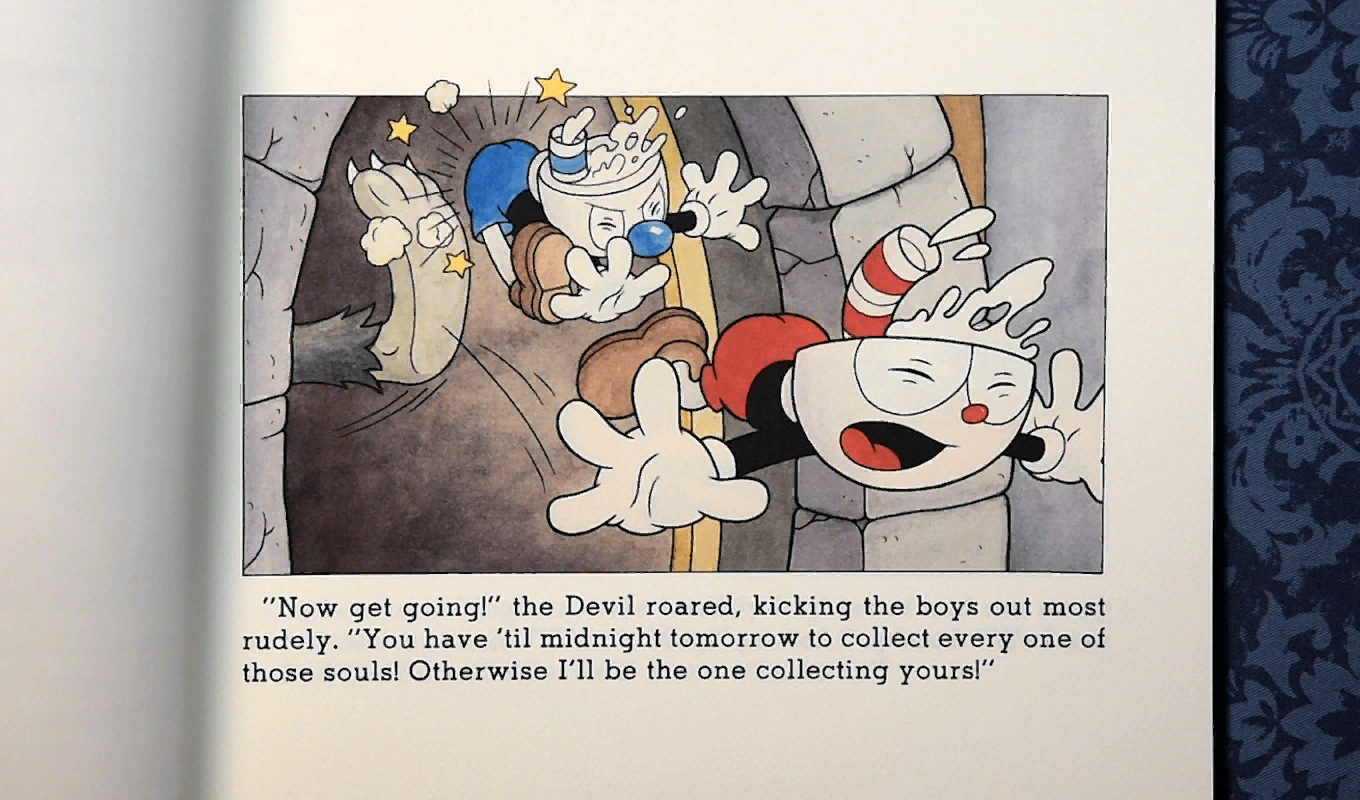 "Now get going!" the Devil roared, kicking the boys out most
rudely. "You have 'til midnight tomorrow to collect every one of
those souls! Otherwise I'll be the one collecting yours!"